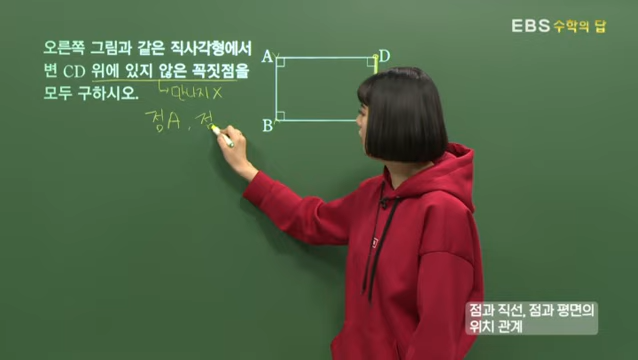 EBS 수학의 답
오른쪽 그림과 같은 직사각형에서
변 CD 위에 있지 않은 꼭짓점을
모두 구하시오.
만나지 X
점A, 점
A
D
B
점과 직선, 점과 평면의
위치 관계